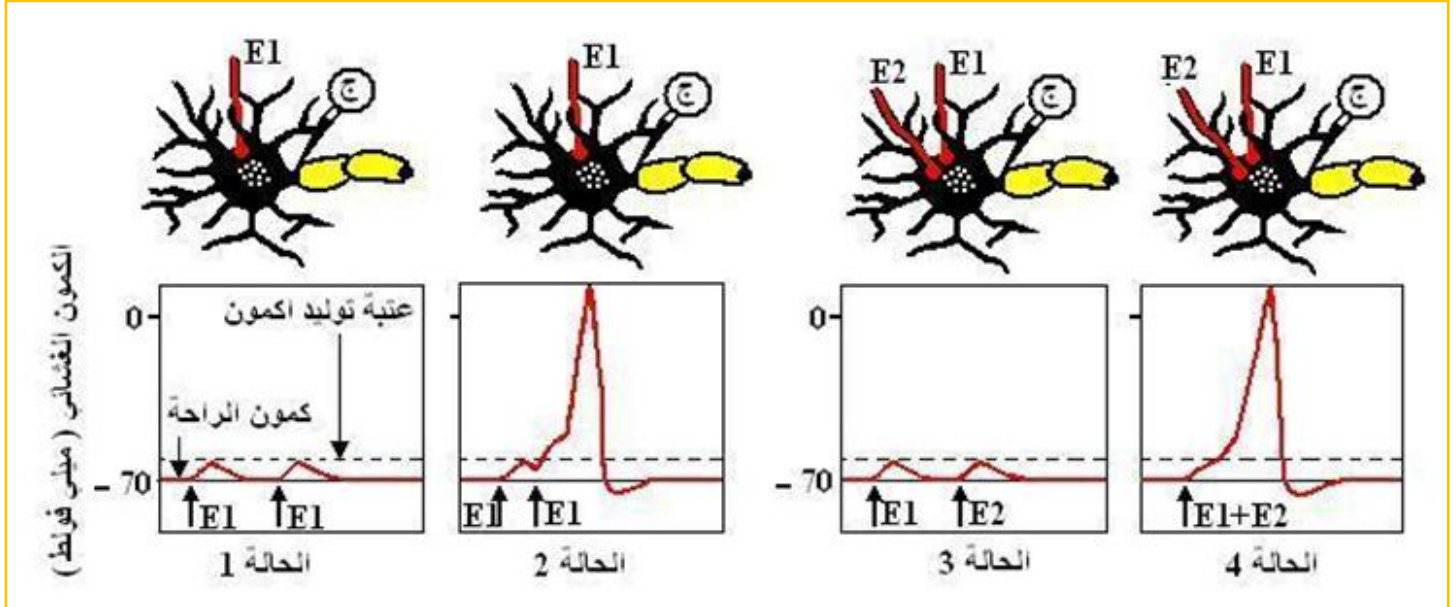 E1
ج
E1
ج
E2
E1
ج
E2
E1
ج
الكمون الغشائي ( ميلي فولط )
0
عتبة توليد اكمون
كمون الراحة
- 70
E1
E1
الحالة 1
E1
E1
الحالة 2
0
- 70
E1
E2
الحالة 3
E1+E2
الحالة 4